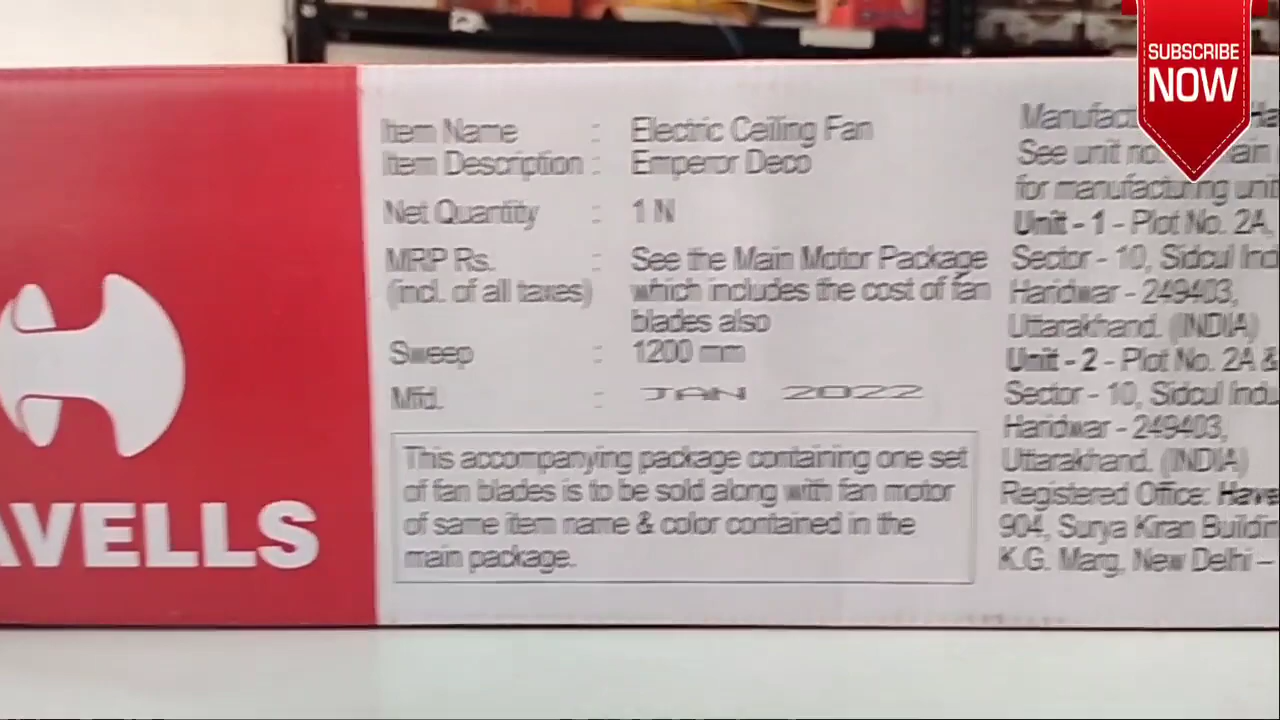 SUBSCRIBE
NOW
AVELLS
Item Name : Electric Ceiling Fan
Item Description : Emperor Deco
Net Quantity : 1 N
MRP Rs. : See the Main Motor Package
(incl. of all taxes) which includes the cost of fan
blades also
Sweep : 1200 mm
Mfd. : JAN 2022
This accompanying package containing one set
of fan blades is to be sold along with fan motor
of same item name & color contained in the
main package.
See unit no.
for manufacturing unit
Unit - 1 - Plot No. 2A,
Sector - 10, Sidcul Ind
Haridwar - 249403,
Uttarakhand. (INDIA)
Unit - 2 - Plot No. 2A &
Sector - 10, Sidcul Indu
Haridwar - 249403,
Uttarakhand. (INDIA)
Registered Office: Have
904, Surya Kiran Buildin
K.G. Marg, New Delhi –